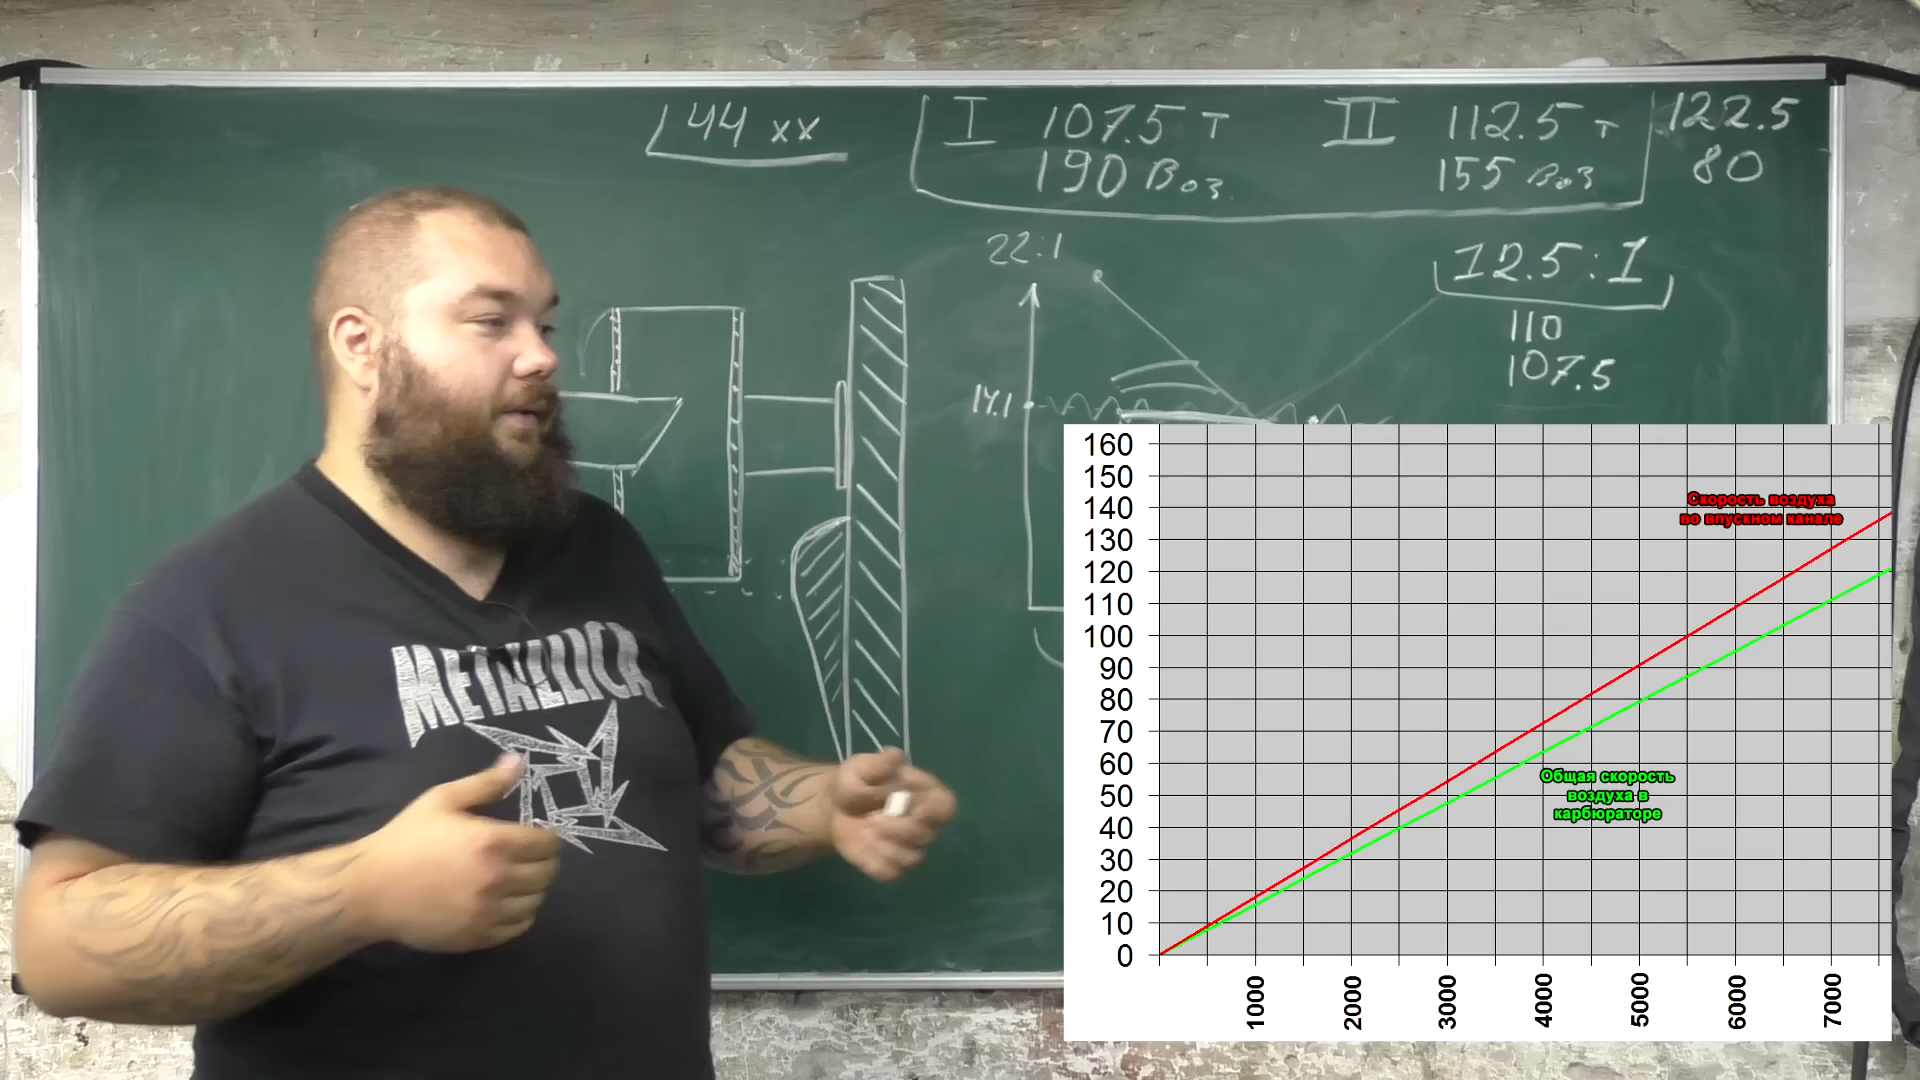 44 xx
I 107.5 т II 112.5 т 122.5
190 Воз. 155 Воз 80
22:1
12.5:1
110
107.5
14.1
METALLICA
160
150
140
130
120
110
100
90
80
70
60
50
40
30
20
10
0
Скорость воздуха
во впускном канале
Общая скорость
воздуха в
карбюраторе
1000 2000 3000 4000 5000 6000 7000